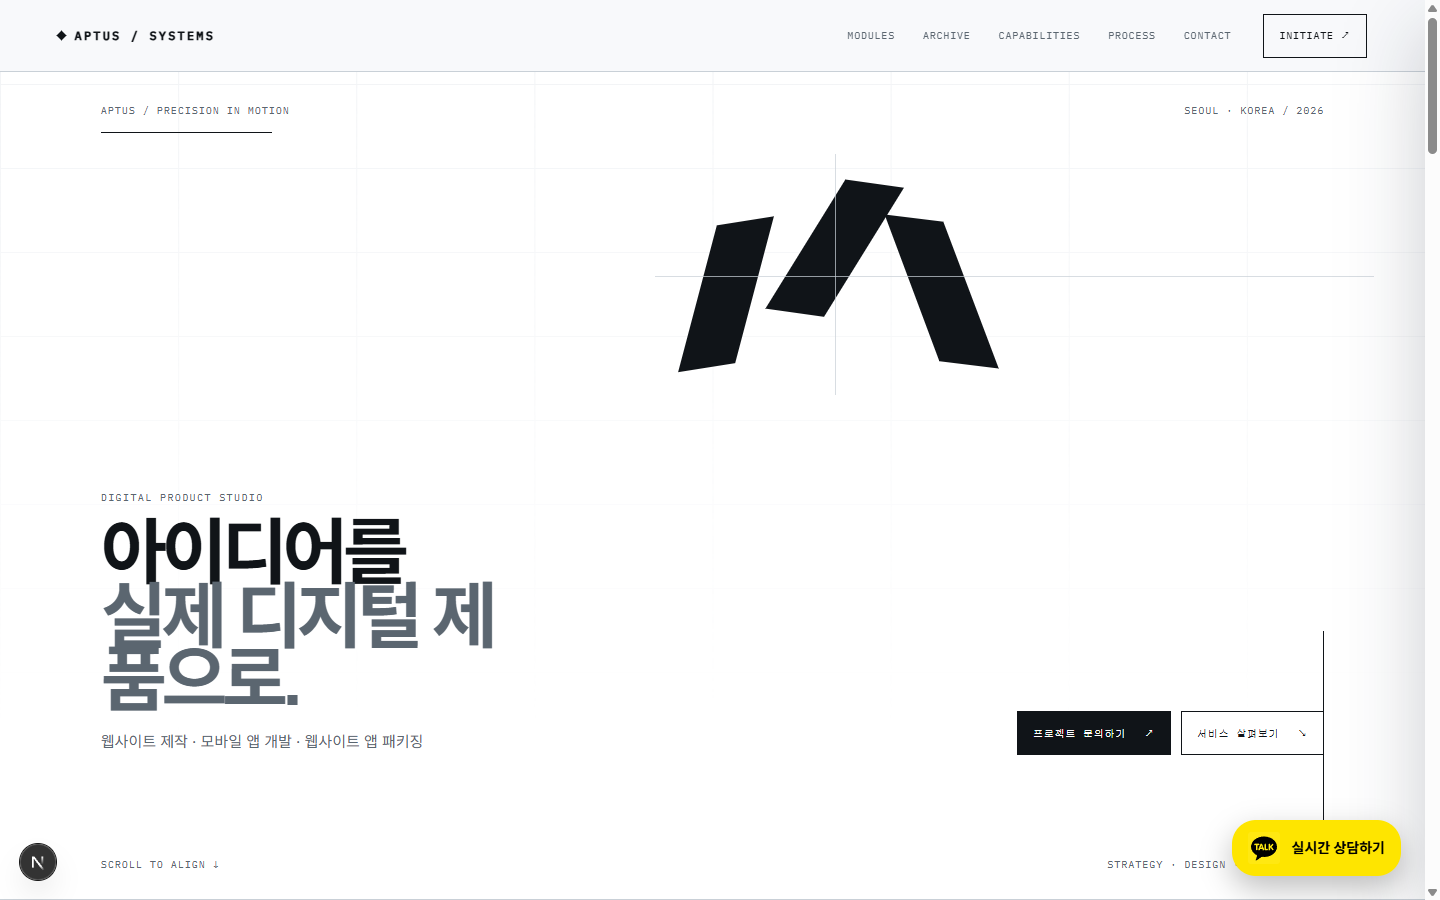 APTUS / SYSTEMS
MODULES
ARCHIVE
CAPABILITIES
PROCESS
CONTACT
INITIATE ↗
APTUS / PRECISION IN MOTION
SEOUL · KOREA / 2026
DIGITAL PRODUCT STUDIO
아이디어를
실제 디지털 제
품으로.
웹사이트 제작 · 모바일 앱 개발 · 웹사이트 앱 패키징
프로젝트 문의하기 ↗
서비스 살펴보기 ↘
TALK
실시간 상담하기
N
SCROLL TO ALIGN ↓
STRATEGY · DESIGN